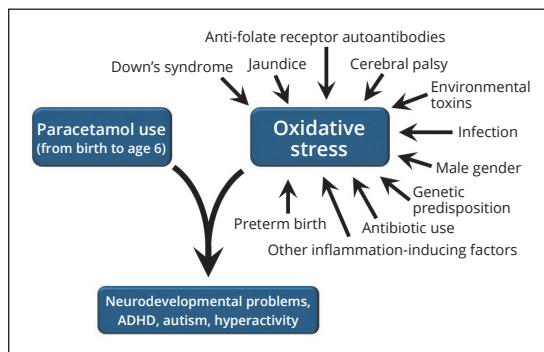 Anti-folate receptor autoantibodies
Down's syndrome
Jaundice
Cerebral palsy
Environmental
toxins
Paracetamol use
(from birth to age 6)
Oxidative
stress
Infection
Male gender
Genetic
predisposition
Preterm birth
Antibiotic use
Other inflammation-inducing factors
Neurodevelopmental problems,
ADHD, autism, hyperactivity